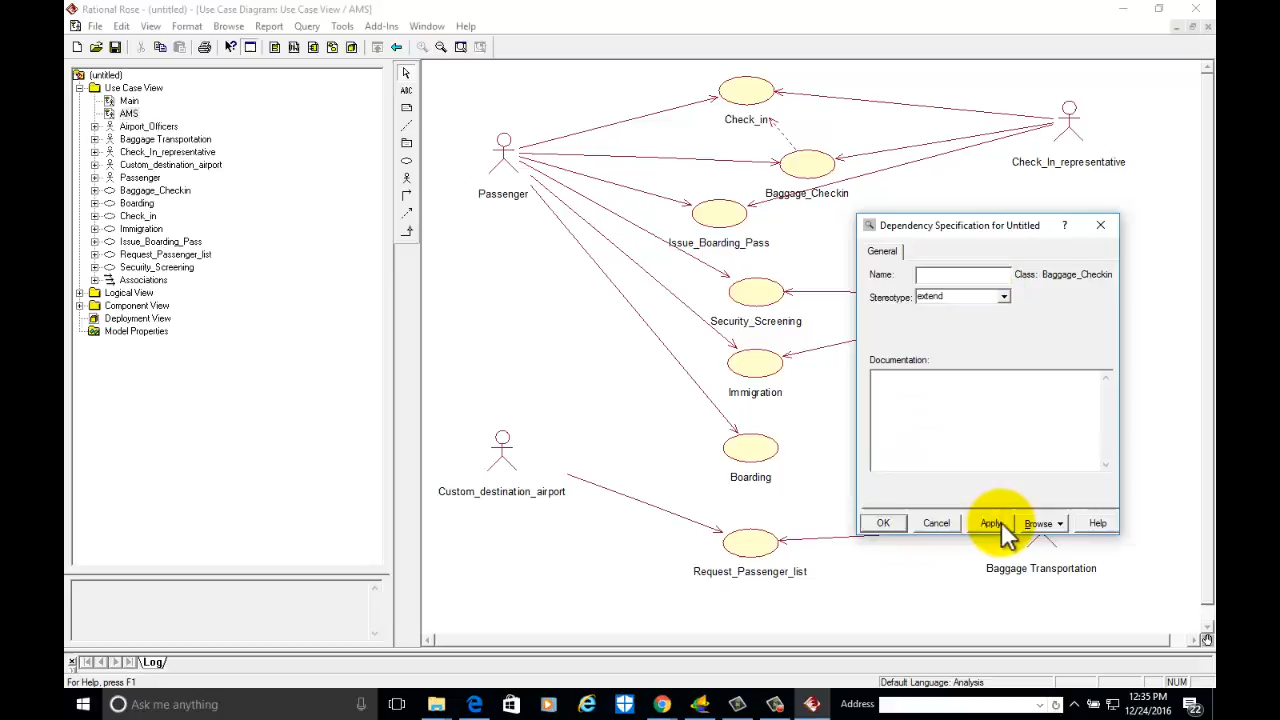 Rational Rose - (untitled) - [Use Case Diagram: Use Case View / AMS]
File Edit View Format Browse Report Query Tools Add-Ins Window Help
(untitled)
Use Case View
Main
AMS
Airport_Officers
Baggage Transportation
Check_In_representative
Custom_destination_airport
Passenger
Baggage_Checkin
Boarding
Check_in
Immigration
Issue_Boarding_Pass
Request_Passenger_list
Security_Screening
Associations
Logical View
Component View
Deployment View
Model Properties
ABC
Check_in
Check_In_representative
Passenger
Baggage_Checkin
Issue_Boarding_Pass
Security_Screening
Immigration
Boarding
Custom_destination_airport
Request_Passenger_list
Baggage Transportation
Dependency Specification for Untitled ?
General
Name: Class: Baggage_Checkin
Stereotype: extend
Documentation:
OK Cancel Apply Browse Help
Log
For Help, press F1
Default Language: Analysis NUM
Ask me anything
Address
12:35 PM
12/24/2016
22